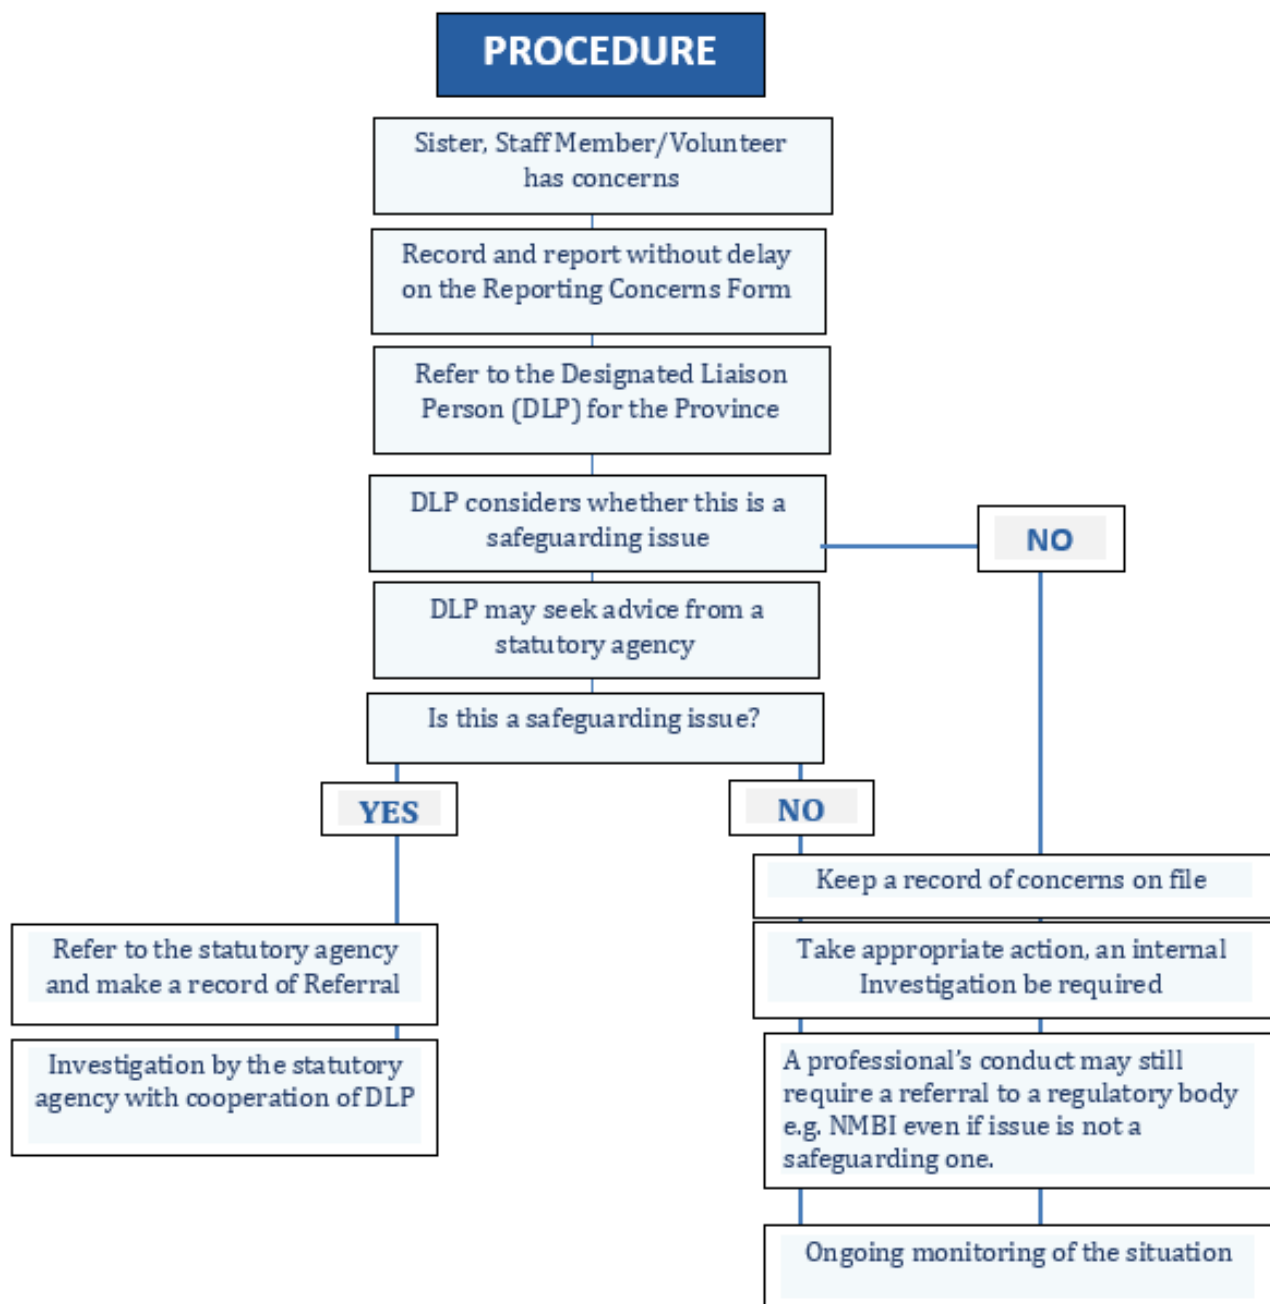 PROCEDURE
Sister, Staff Member/Volunteer
has concerns
Record and report without delay
on the Reporting Concerns Form
Refer to the Designated Liaison
Person (DLP) for the Province
DLP considers whether this is a
safeguarding issue
NO
DLP may seek advice from a
statutory agency
Is this a safeguarding issue?
YES
NO
Keep a record of concerns on file
Refer to the statutory agency
and make a record of Referral
Take appropriate action, an internal
Investigation be required
Investigation by the statutory
agency with cooperation of DLP
A professional's conduct may still
require a referral to a regulatory body
e.g. NMBI even if issue is not a
safeguarding one.
Ongoing monitoring of the situation